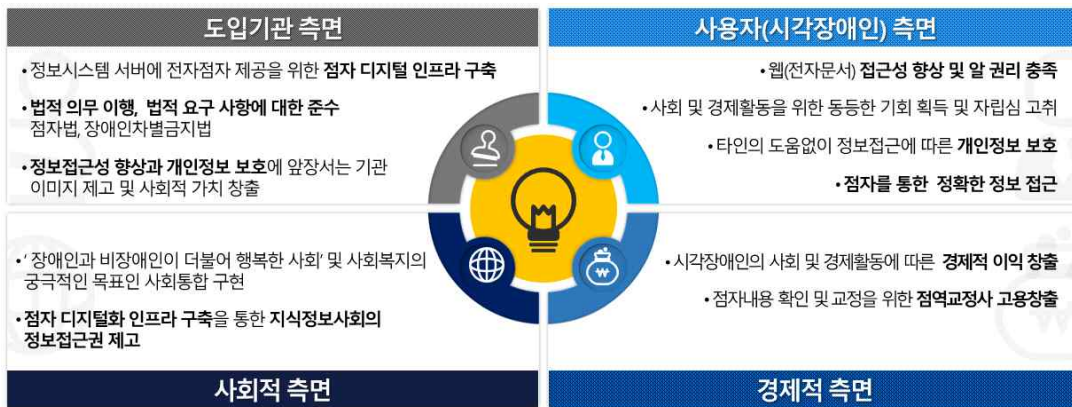 도입기관 측면
• 정보시스템 서버에 전자점자 제공을 위한 점자 디지털 인프라 구축
• 법적 의무 이행, 법적 요구 사항에 대한 준수
점자법, 장애인차별금지법
• 정보접근성 향상과 개인정보 보호에 앞장서는 기관
이미지 제고 및 사회적 가치 창출
사용자(시각장애인) 측면
• 웹(전자문서) 접근성 향상 및 알 권리 충족
• 사회 및 경제활동을 위한 동등한 기회 획득 및 자립심 고취
• 타인의 도움없이 정보접근에 따른 개인정보 보호
• 점자를 통한 정확한 정보 접근
• ‘ 장애인과 비장애인이 더불어 행복한 사회’ 및 사회복지의
궁극적인 목표인 사회통합 구현
• 점자 디지털화 인프라 구축을 통한 지식정보사회의
정보접근권 제고
사회적 측면
• 시각장애인의 사회 및 경제활동에 따른 경제적 이익 창출
• 점자내용 확인 및 교정을 위한 점역교정사 고용창출
경제적 측면